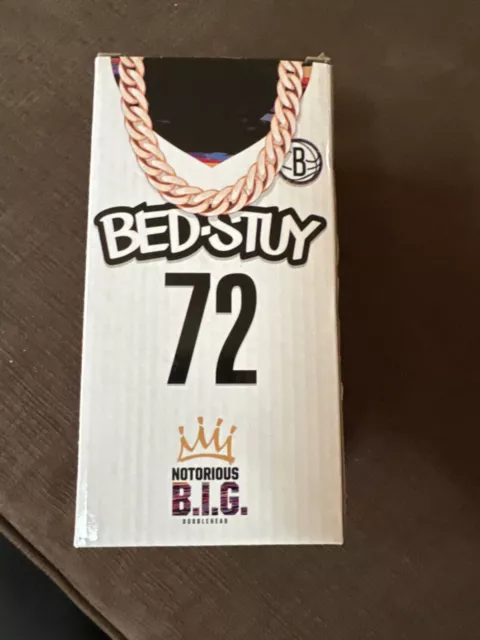 B
BED-STUY
72
NOTORIOUS
B.I.G.
BOBBLEHEAD